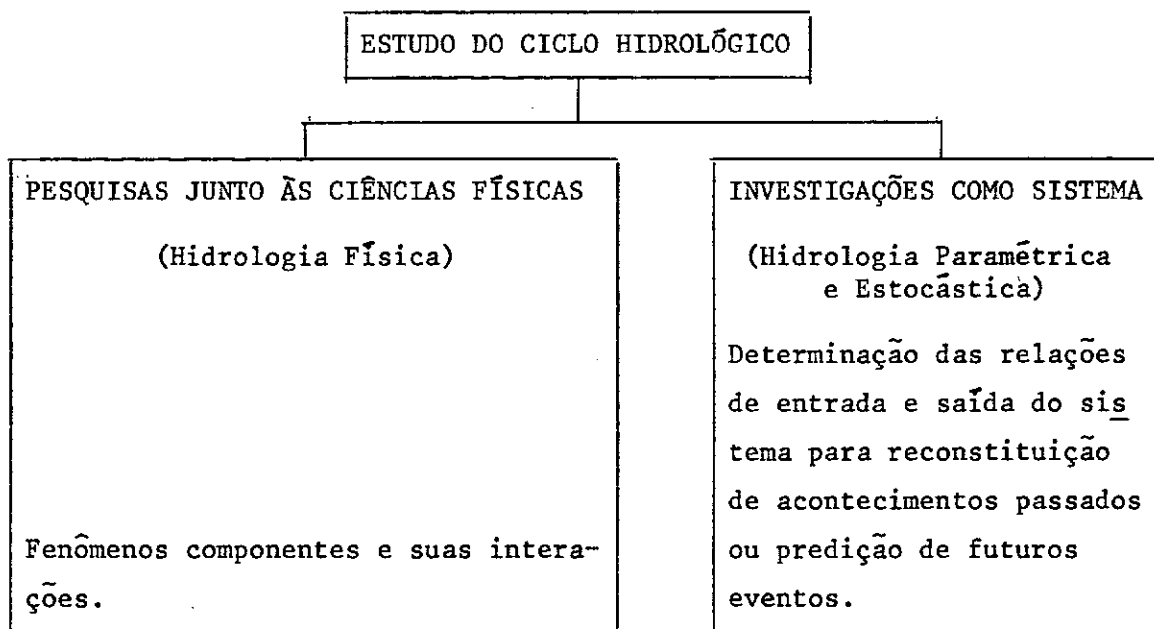 ESTUDO DO CICLO HIDROLÓGICO
PESQUISAS JUNTO ÀS CIÊNCIAS FÍSICAS
(Hidrologia Física)
Fenômenos componentes e suas intera-
ções.
INVESTIGAÇÕES COMO SISTEMA
(Hidrologia Paramétrica
e Estocástica)
Determinação das relações
de entrada e saída do sis
tema para reconstituição
de acontecimentos passados
ou predição de futuros
eventos.